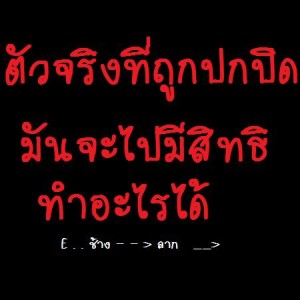 ตัวจริงที่ถูกปกปิด
มันจะไปมีสิทธิ
ทำอะไรได้
E . . ช้าง - - > ลาก __>